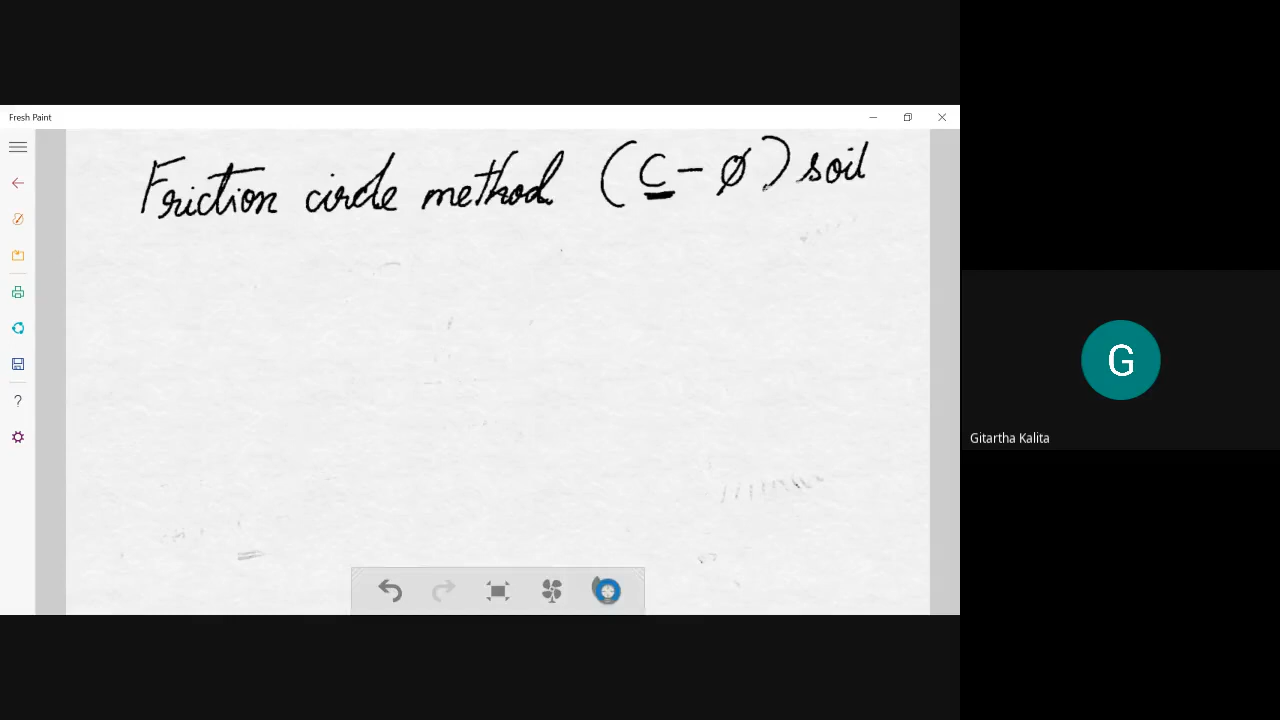 Fresh Paint
Friction circle method (C - Ø) soil
?
G
Gitartha Kalita